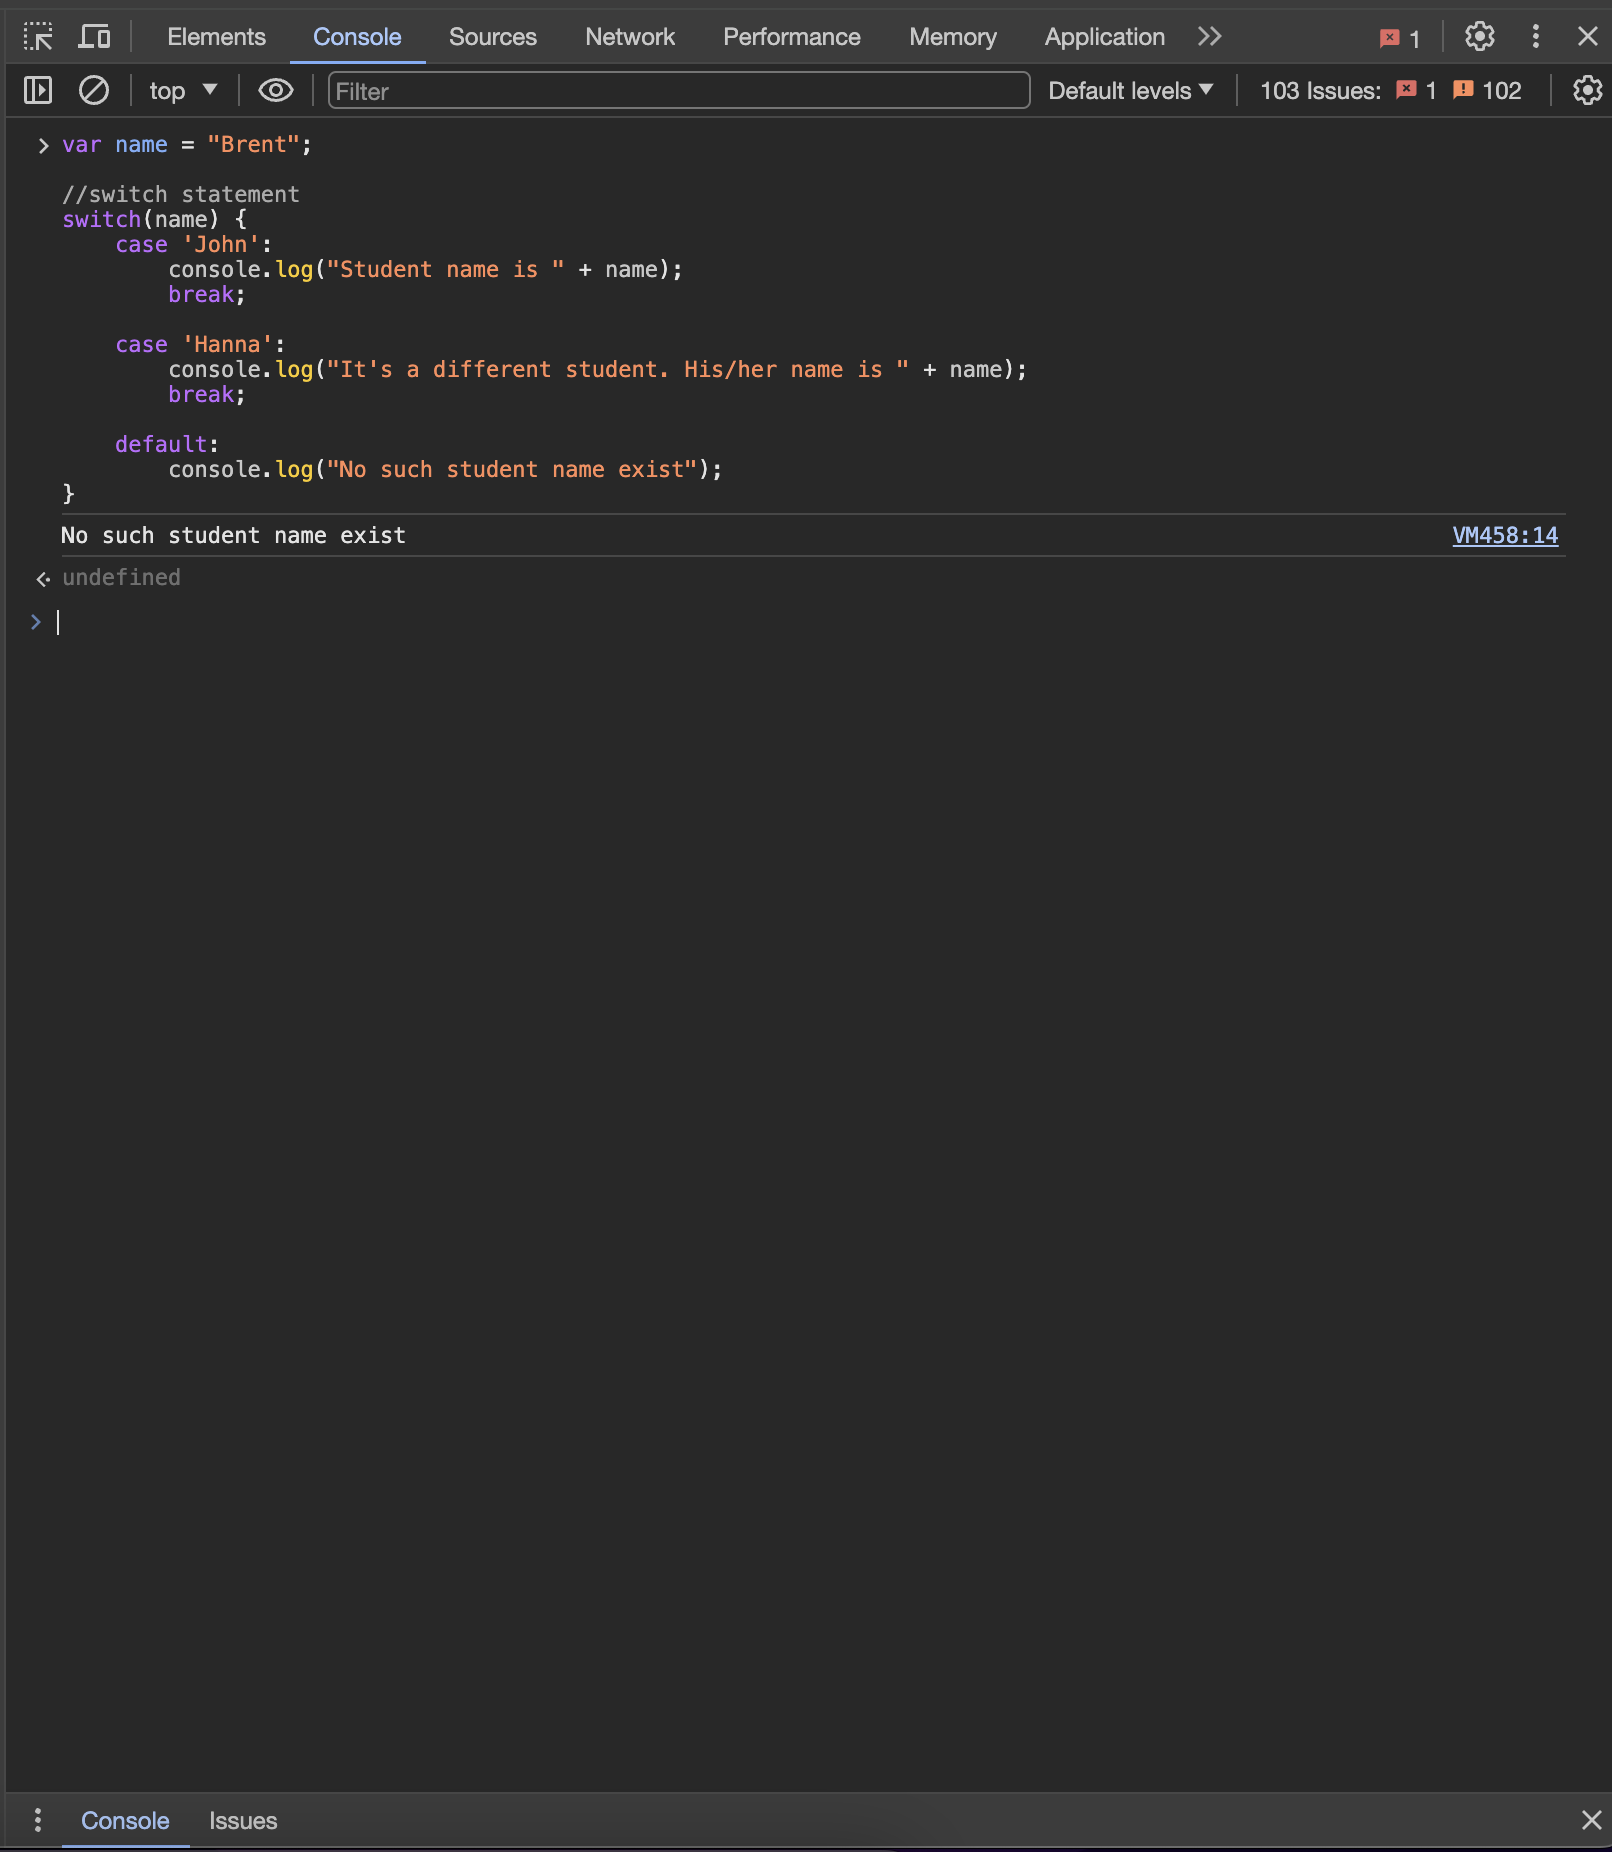 Elements Console Sources Network Performance Memory Application 1
top Filter Default levels 103 Issues: 1 102
var name = "Brent";
//switch statement
switch(name) {
    case 'John':
        console.log("Student name is " + name);
        break;
    case 'Hanna':
        console.log("It's a different student. His/her name is " + name);
        break;
    default:
        console.log("No such student name exist");
}
No such student name exist VM458:14
undefined
Console Issues